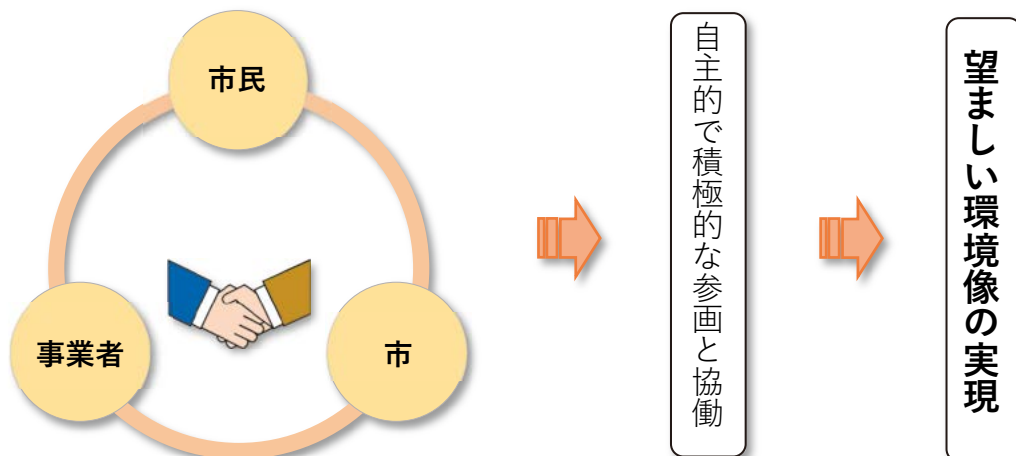 市民
事業者
市
自主的で積極的な参画と協働
望ましい環境像の実現